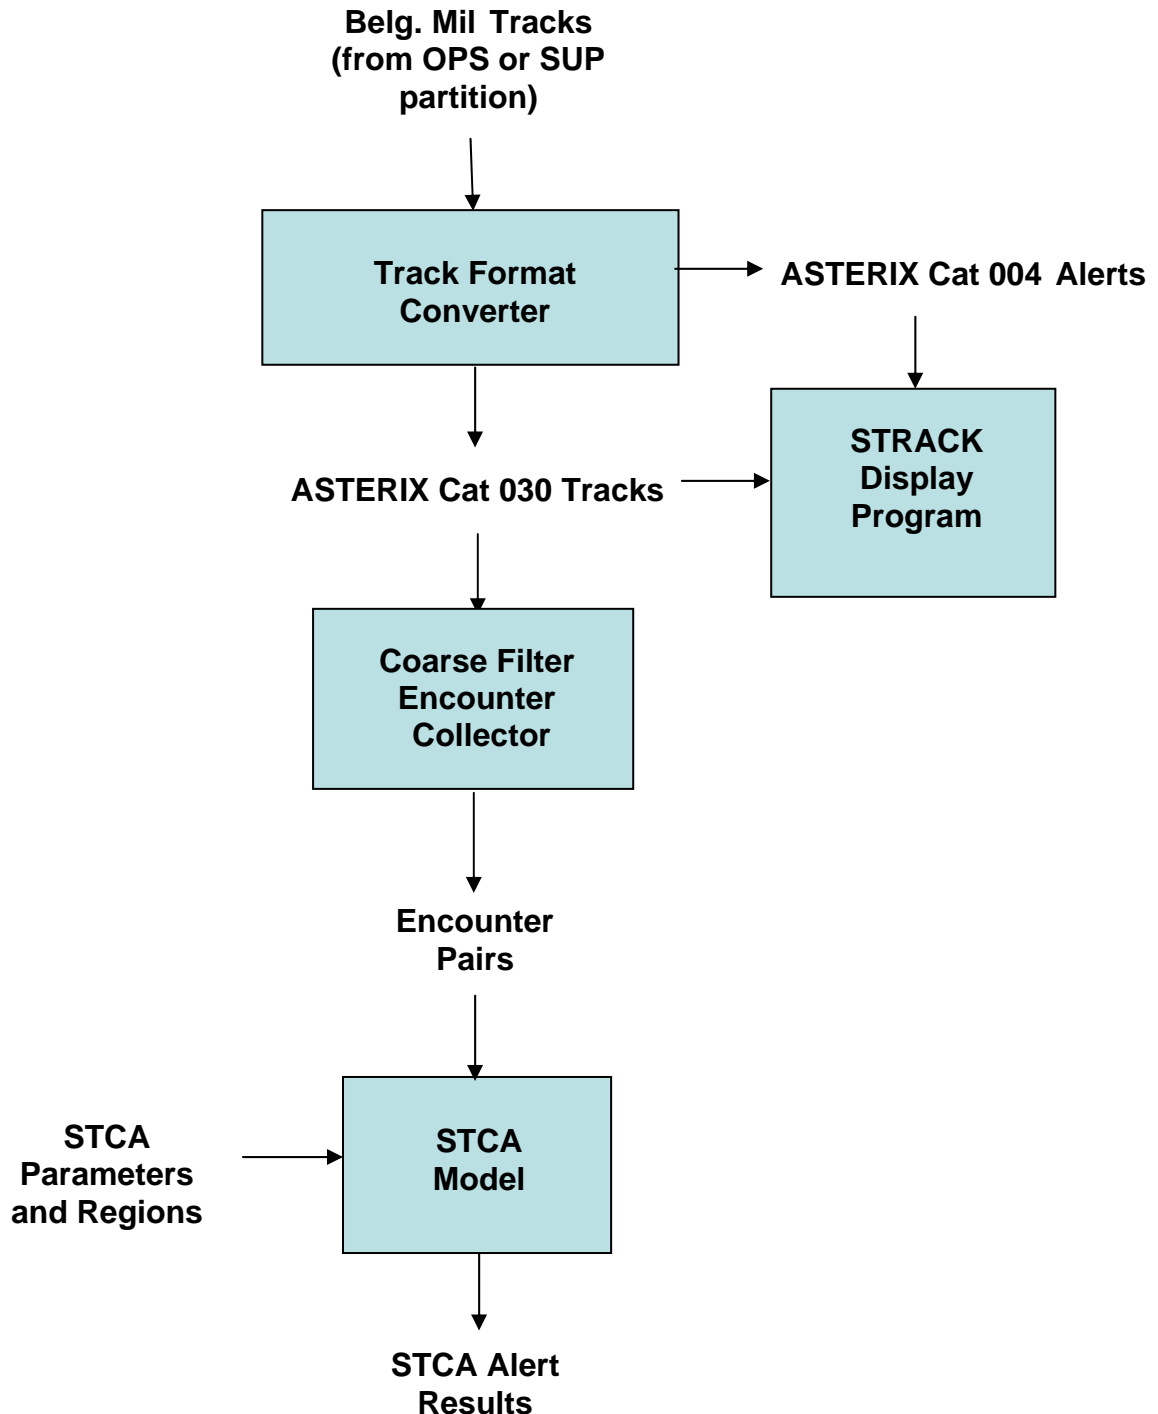 Belg. Mil Tracks
(from OPS or SUP
partition)
Track Format
Converter
ASTERIX Cat 004 Alerts
STRACK
Display
Program
ASTERIX Cat 030 Tracks
Coarse Filter
Encounter
Collector
Encounter
Pairs
STCA
Parameters
and Regions
STCA
Model
STCA Alert
Results